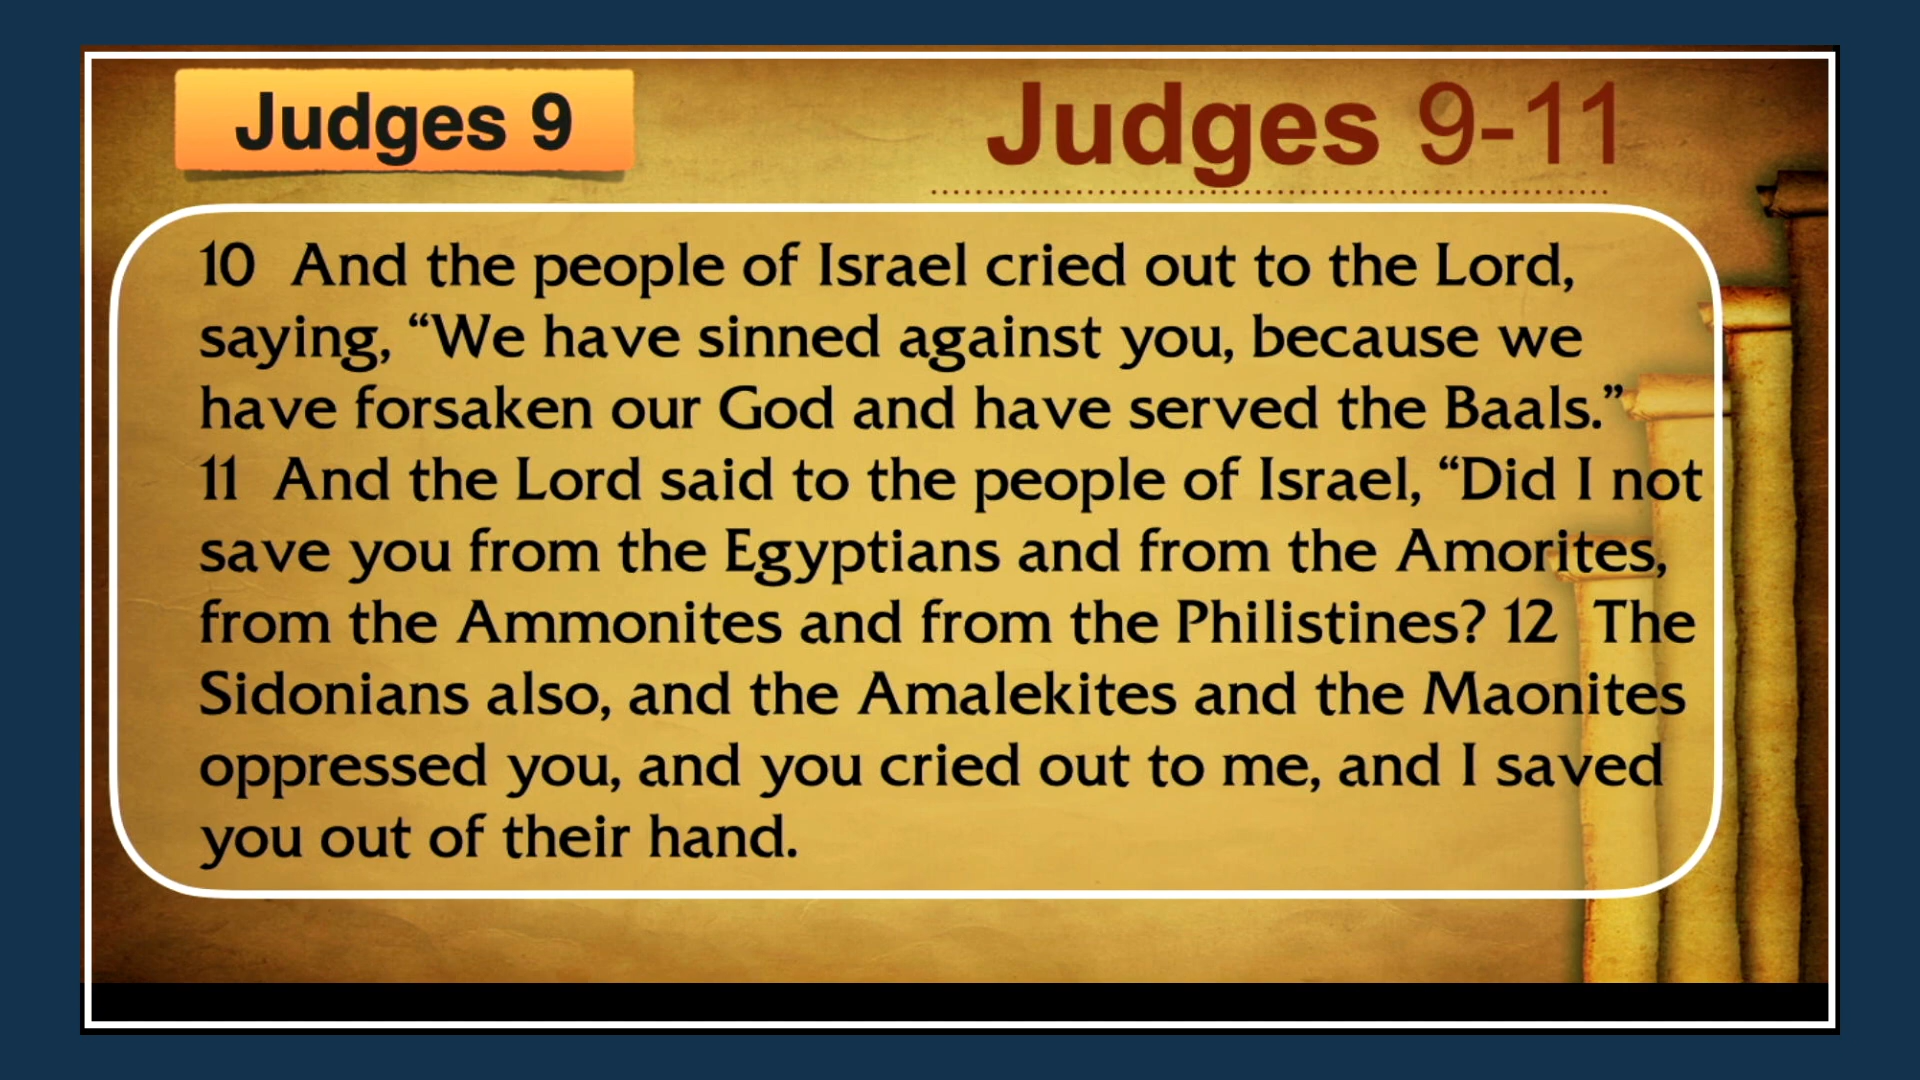 Judges 9
Judges 9-11
10 And the people of Israel cried out to the Lord,
saying, “We have sinned against you, because we
have forsaken our God and have served the Baals.”
11 And the Lord said to the people of Israel, “Did I not
save you from the Egyptians and from the Amorites,
from the Ammonites and from the Philistines? 12 The
Sidonians also, and the Amalekites and the Maonites
oppressed you, and you cried out to me, and I saved
you out of their hand.